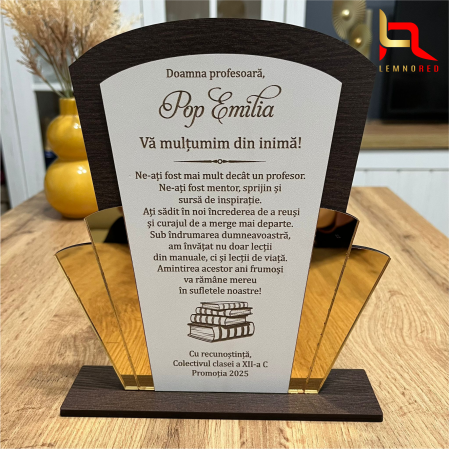 LEMNORED
Doamna profesoară,
Pop Emilia
Vă mulțumim din inimă!
Ne-ați fost mai mult decât un profesor.
Ne-ați fost mentor, sprijin și
sursă de inspirație.
Ați sădit în noi încrederea de a reuși
și curajul de a merge mai departe.
Sub îndrumarea dumneavoastră,
am învățat nu doar lecții
din manuale, ci și lecții de viață.
Amintirea acestor ani frumoși
va rămâne mereu
în sufletele noastre!
Cu recunoștință,
Colectivul clasei a XII-a C
Promoția 2025